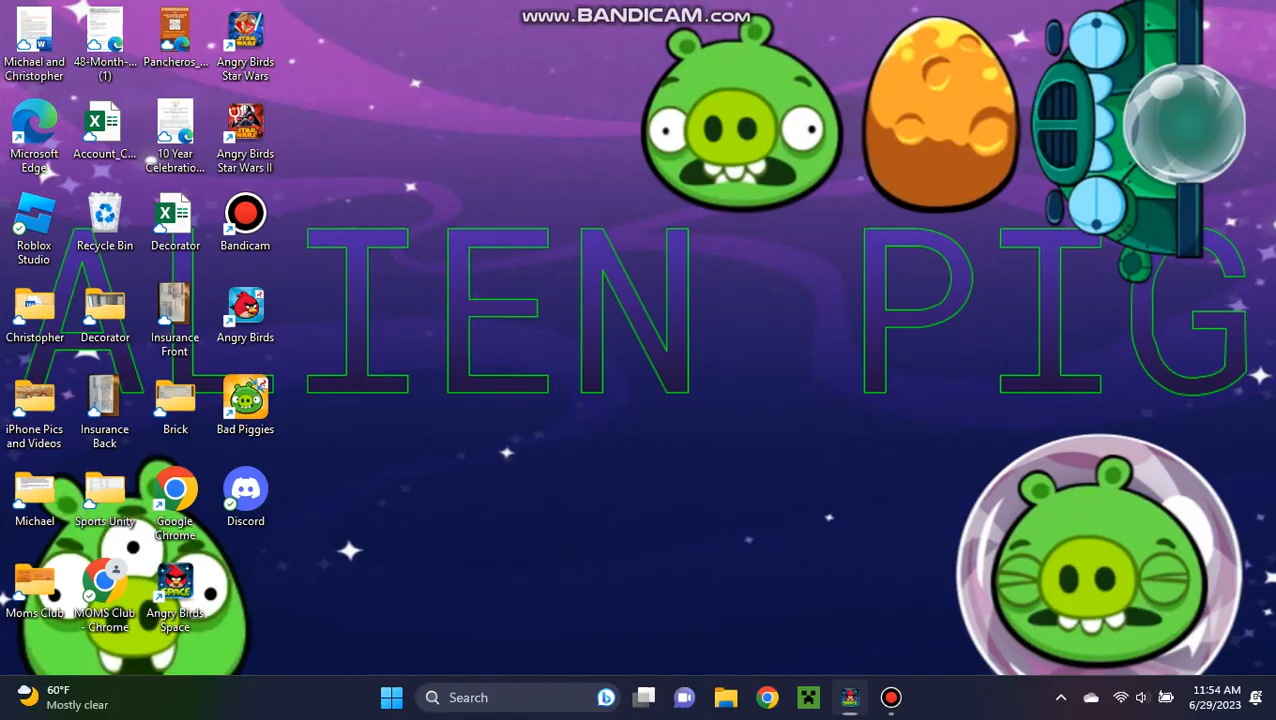 www.BANDICAM.com
Michael and
Christopher
48-Month-...
(1)
Pancheros_...
Angry Birds
Star Wars
Microsoft
Edge
Account_C...
10 Year
Celebratio...
Angry Birds
Star Wars II
Roblox
Studio
Recycle Bin
Decorator
Bandicam
ALIEN PIG
Christopher
Decorator
Insurance
Front
Angry Birds
iPhone Pics
and Videos
Insurance
Back
Brick
Bad Piggies
Michael
Sports Unity
Google
Chrome
Discord
Moms Club
MOMS Club
- Chrome
Angry Birds
Space
60°F
Mostly clear
Search
11:54 AM
6/29/2023